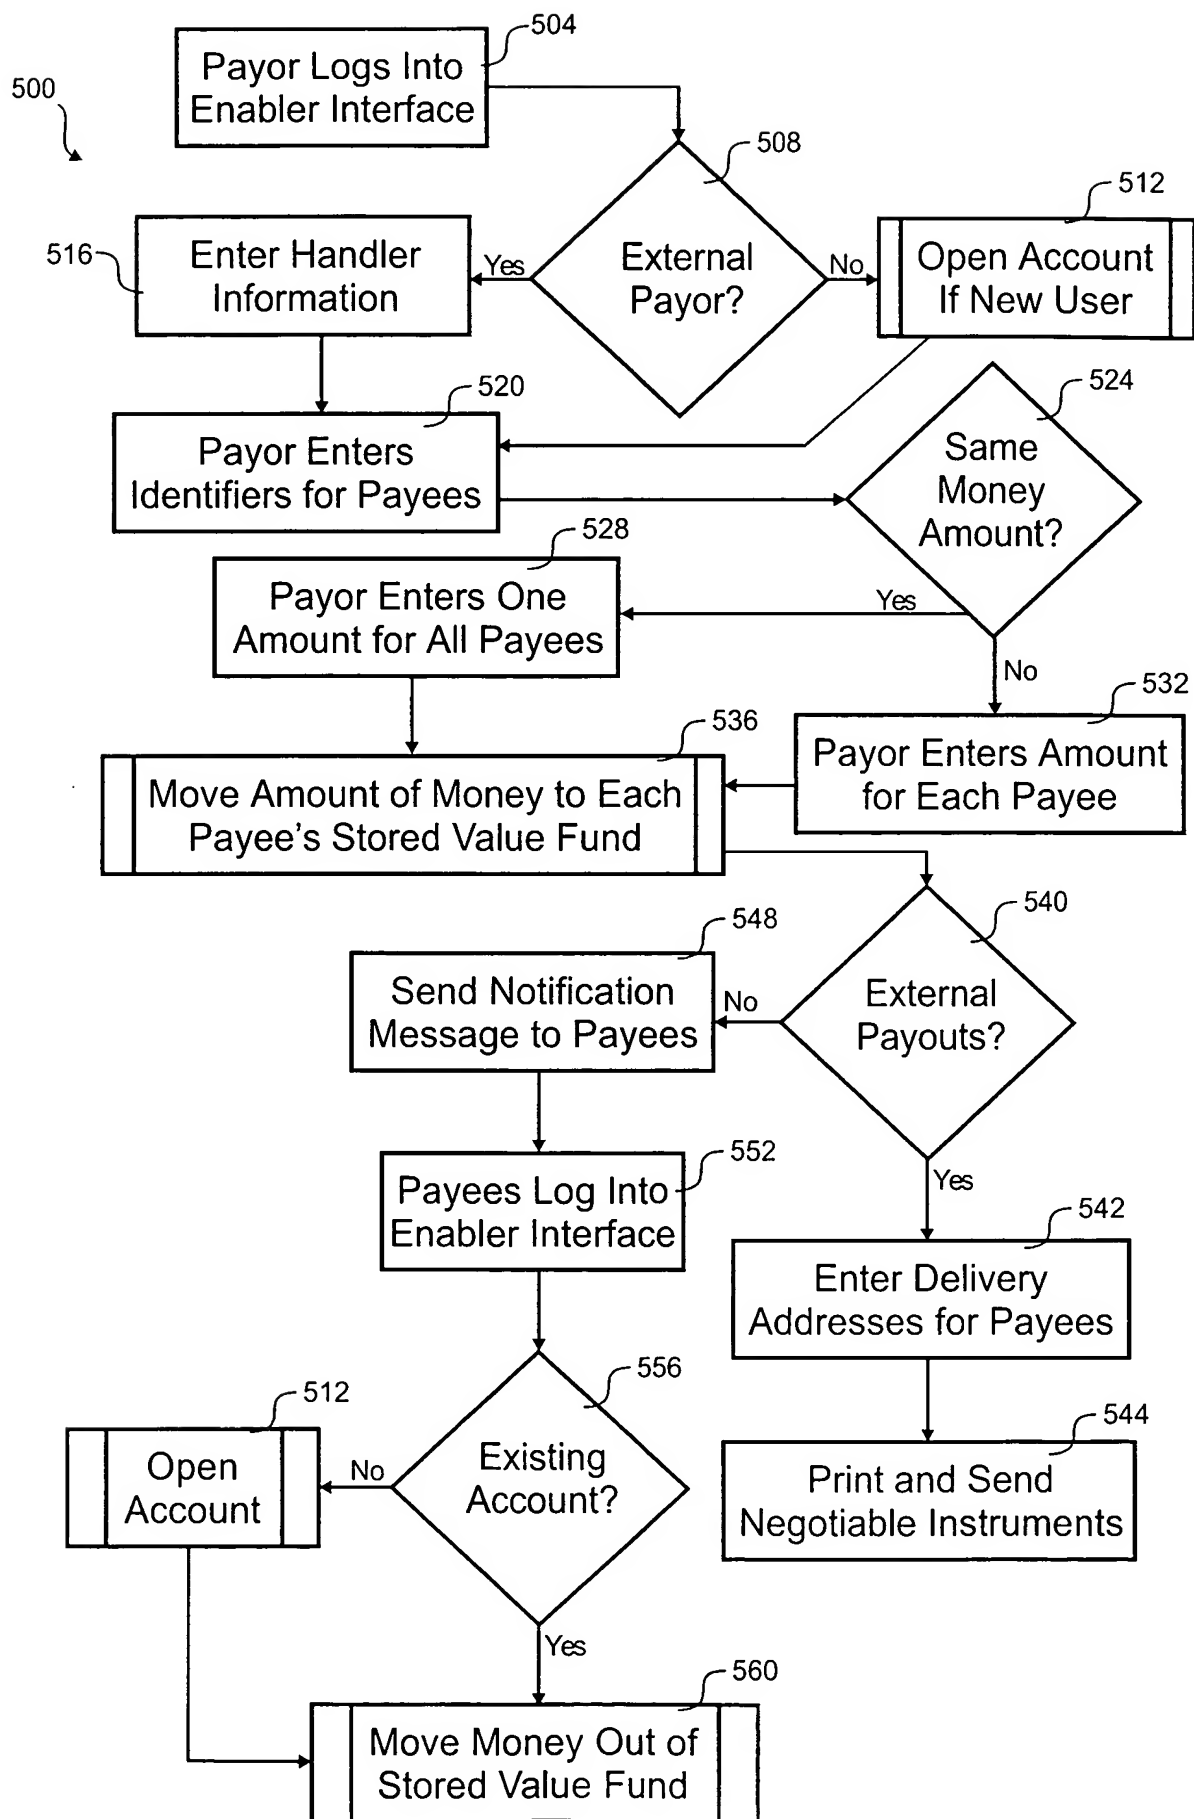 504
Payor Logs Into
Enabler Interface
500
508
512
516
Enter Handler
Information
Yes
External
Payor?
No
Open Account
If New User
520
524
Payor Enters
Identifiers for Payees
Same
Money
Amount?
528
Payor Enters One
Amount for All Payees
Yes
No
532
536
Payor Enters Amount
for Each Payee
Move Amount of Money to Each
Payee's Stored Value Fund
540
548
Send Notification
Message to Payees
No
External
Payouts?
552
Yes
Payees Log Into
Enabler Interface
542
Enter Delivery
Addresses for Payees
556
512
544
Open
Account
No
Existing
Account?
Print and Send
Negotiable Instruments
Yes
560
Move Money Out of
Stored Value Fund